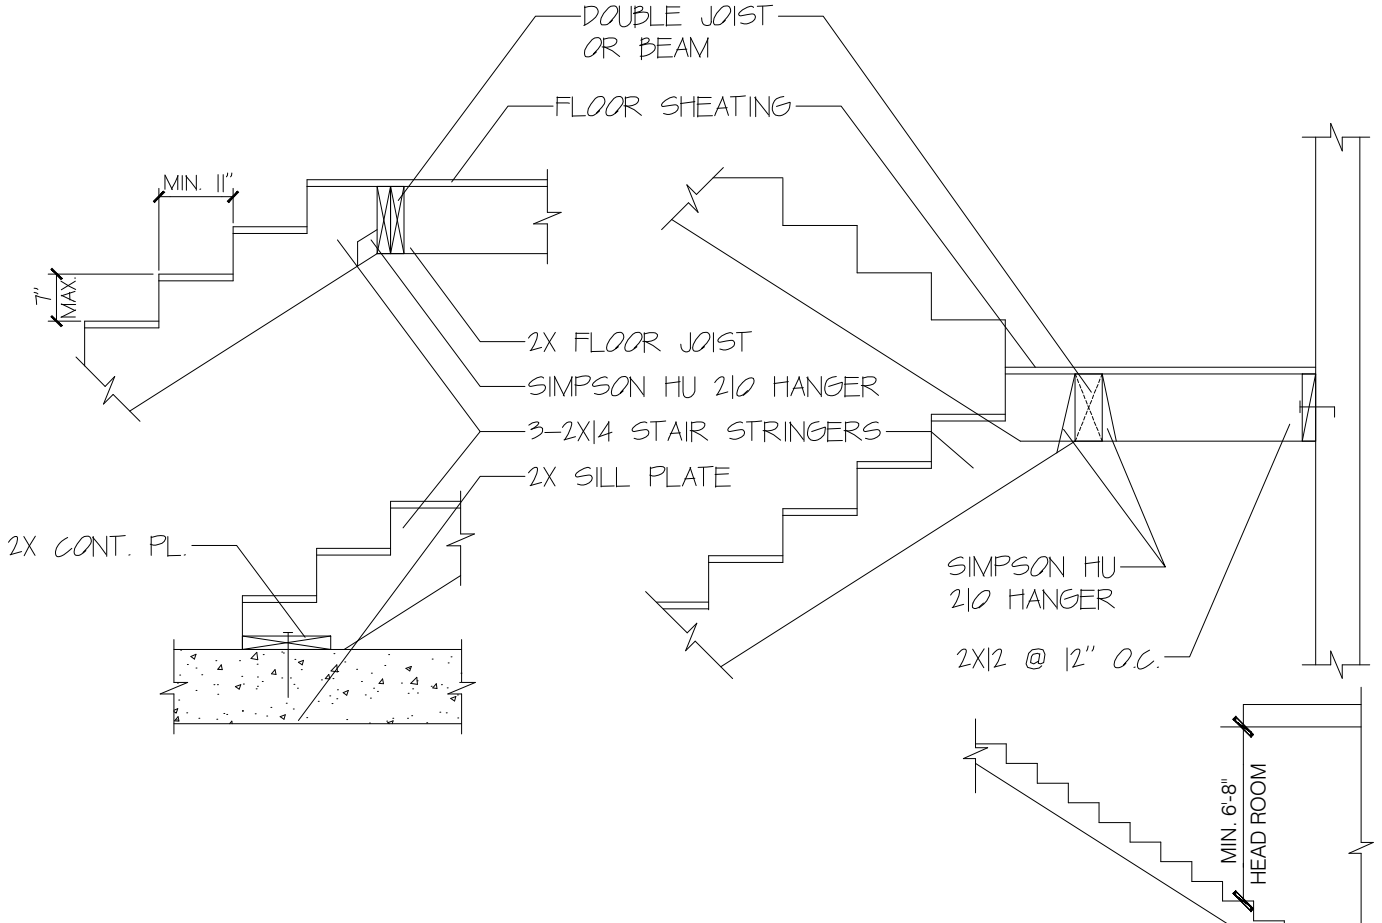 DOUBLE JOIST
OR BEAM
FLOOR SHEATING
MIN. 11"
7"
MAX.
2X FLOOR JOIST
SIMPSON HU 210 HANGER
3-2X14 STAIR STRINGERS
2X SILL PLATE
2X CONT. PL.
SIMPSON HU
210 HANGER
2X12 @ 12" O.C.
MIN. 6'-8"
HEAD ROOM